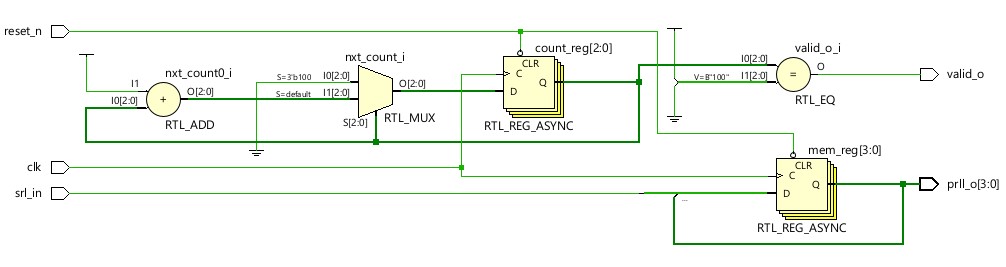 reset_n
I1
I0[2:0]
nxt_count0_i
+
O[2:0]
RTL_ADD
nxt_count_i
S=3'b100
I0[2:0]
S=default
I1[2:0]
O[2:0]
S[2:0]
RTL_MUX
count_reg[2:0]
CLR
C
D
Q
RTL_REG_ASYNC
valid_o_i
I0[2:0]
V=B"100"
I1[2:0]
=
O
RTL_EQ
valid_o
clk
srl_in
mem_reg[3:0]
CLR
C
D
Q
...
RTL_REG_ASYNC
prll_o[3:0]